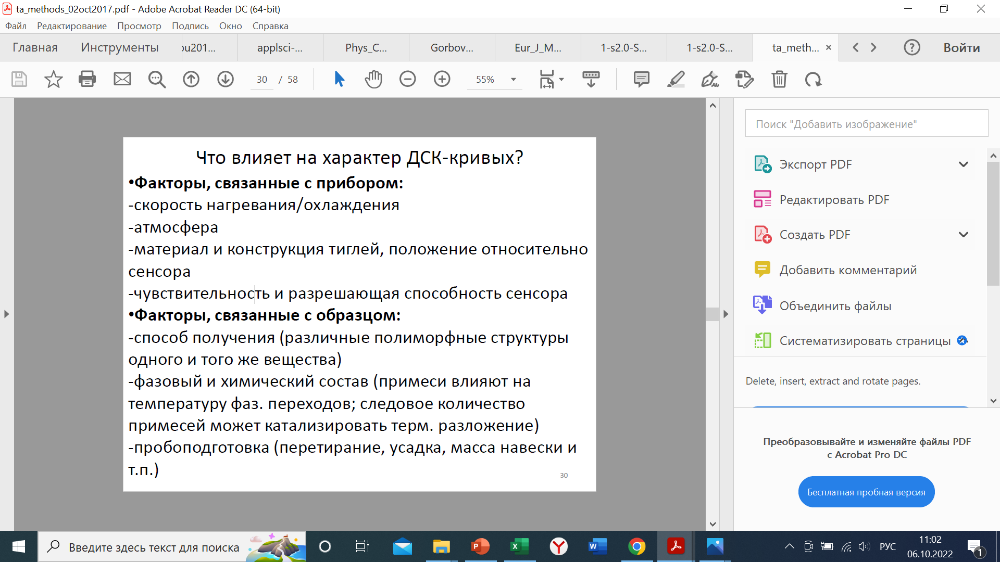 ta_methods_02oct2017.pdf - Adobe Acrobat Reader DC (64-bit)
Файл Редактирование Просмотр Подпись Окно Справка
Главная Инструменты ou201... applsci-... Phys_C... Gorbov... Eur_J_M... 1-s2.0-S... 1-s2.0-S... ta_meth... Войти
30 / 58 55%
Что влияет на характер ДСК-кривых?
•Факторы, связанные с прибором:
-скорость нагревания/охлаждения
-атмосфера
-материал и конструкция тиглей, положение относительно
сенсора
-чувствительность и разрешающая способность сенсора
•Факторы, связанные с образцом:
-способ получения (различные полиморфные структуры
одного и того же вещества)
-фазовый и химический состав (примеси влияют на
температуру фаз. переходов; следовое количество
примесей может катализировать терм. разложение)
-пробоподготовка (перетирание, усадка, масса навески и
т.п.)
30
Поиск "Добавить изображение"
Экспорт PDF
Редактировать PDF
Создать PDF
Добавить комментарий
Объединить файлы
Систематизировать страницы
Delete, insert, extract and rotate pages.
Преобразовывайте и изменяйте файлы PDF
с Acrobat Pro DC
Бесплатная пробная версия
Введите здесь текст для поиска
РУС
11:02
06.10.2022
1